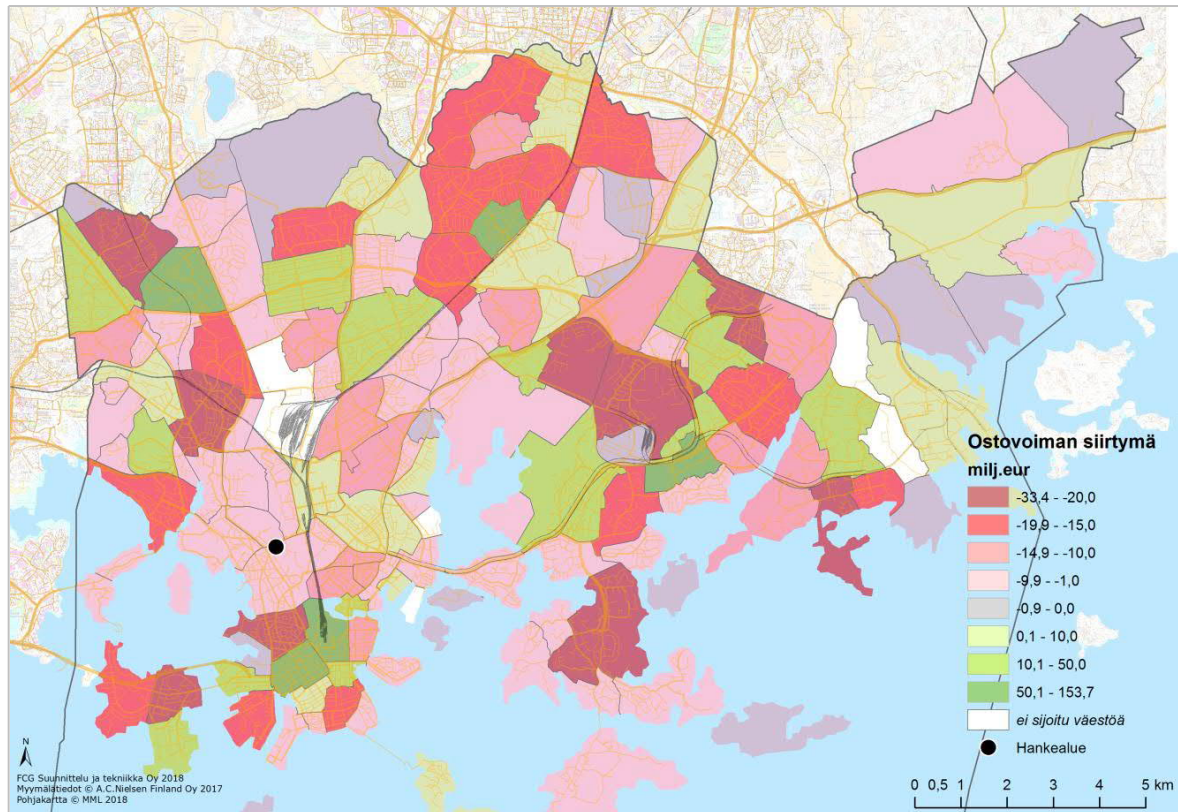 Ostovoiman siirtymä
milj.eur
-33,4 - -20,0
-19,9 - -15,0
-14,9 - -10,0
-9,9 - -1,0
-0,9 - 0,0
0,1 - 10,0
10,1 - 50,0
50,1 - 153,7
ei sijoitu väestöä
Hankealue
N
FCG Suunnittelu ja tekniikka Oy 2018
Myymälätiedot © A.C.Nielsen Finland Oy 2017
Pohjakartta © MML 2018
0 0,5 1 2 3 4 5 km